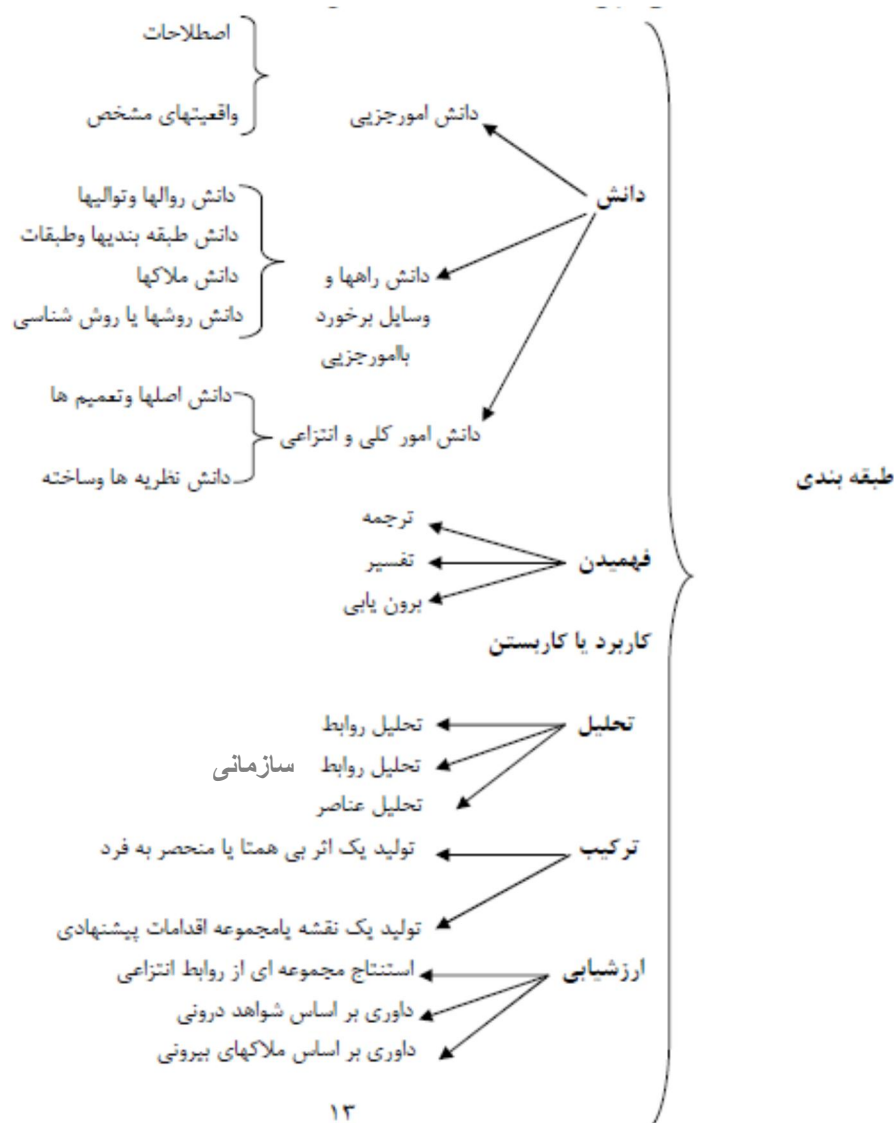 اصطلاحات
واقعیتهای مشخص
دانش امورجزیی
دانش
دانش روالها وتوالیها
دانش طبقه بندیها وطبقات
دانش ملاکها
دانش روشها یا روش شناسی
دانش راهها و
وسایل برخورد
باامورجزیی
دانش اصلها وتعمیم ها
دانش امور کلی و انتزاعی
دانش نظریه ها وساخته
طبقه بندی
ترجمه
فهمیدن
تفسیر
برون یابی
کاربرد یا کاربستن
تحلیل
تحلیل روابط
تحلیل روابط سازمانی
تحلیل عناصر
ترکیب
تولید یک اثر بی همتا یا منحصر به فرد
تولید یک نقشه یامجموعه اقدامات پیشنهادی
ارزشیابی
استنتاج مجموعه ای از روابط انتزاعی
داوری بر اساس شواهد درونی
داوری بر اساس ملاکهای بیرونی
۱۳